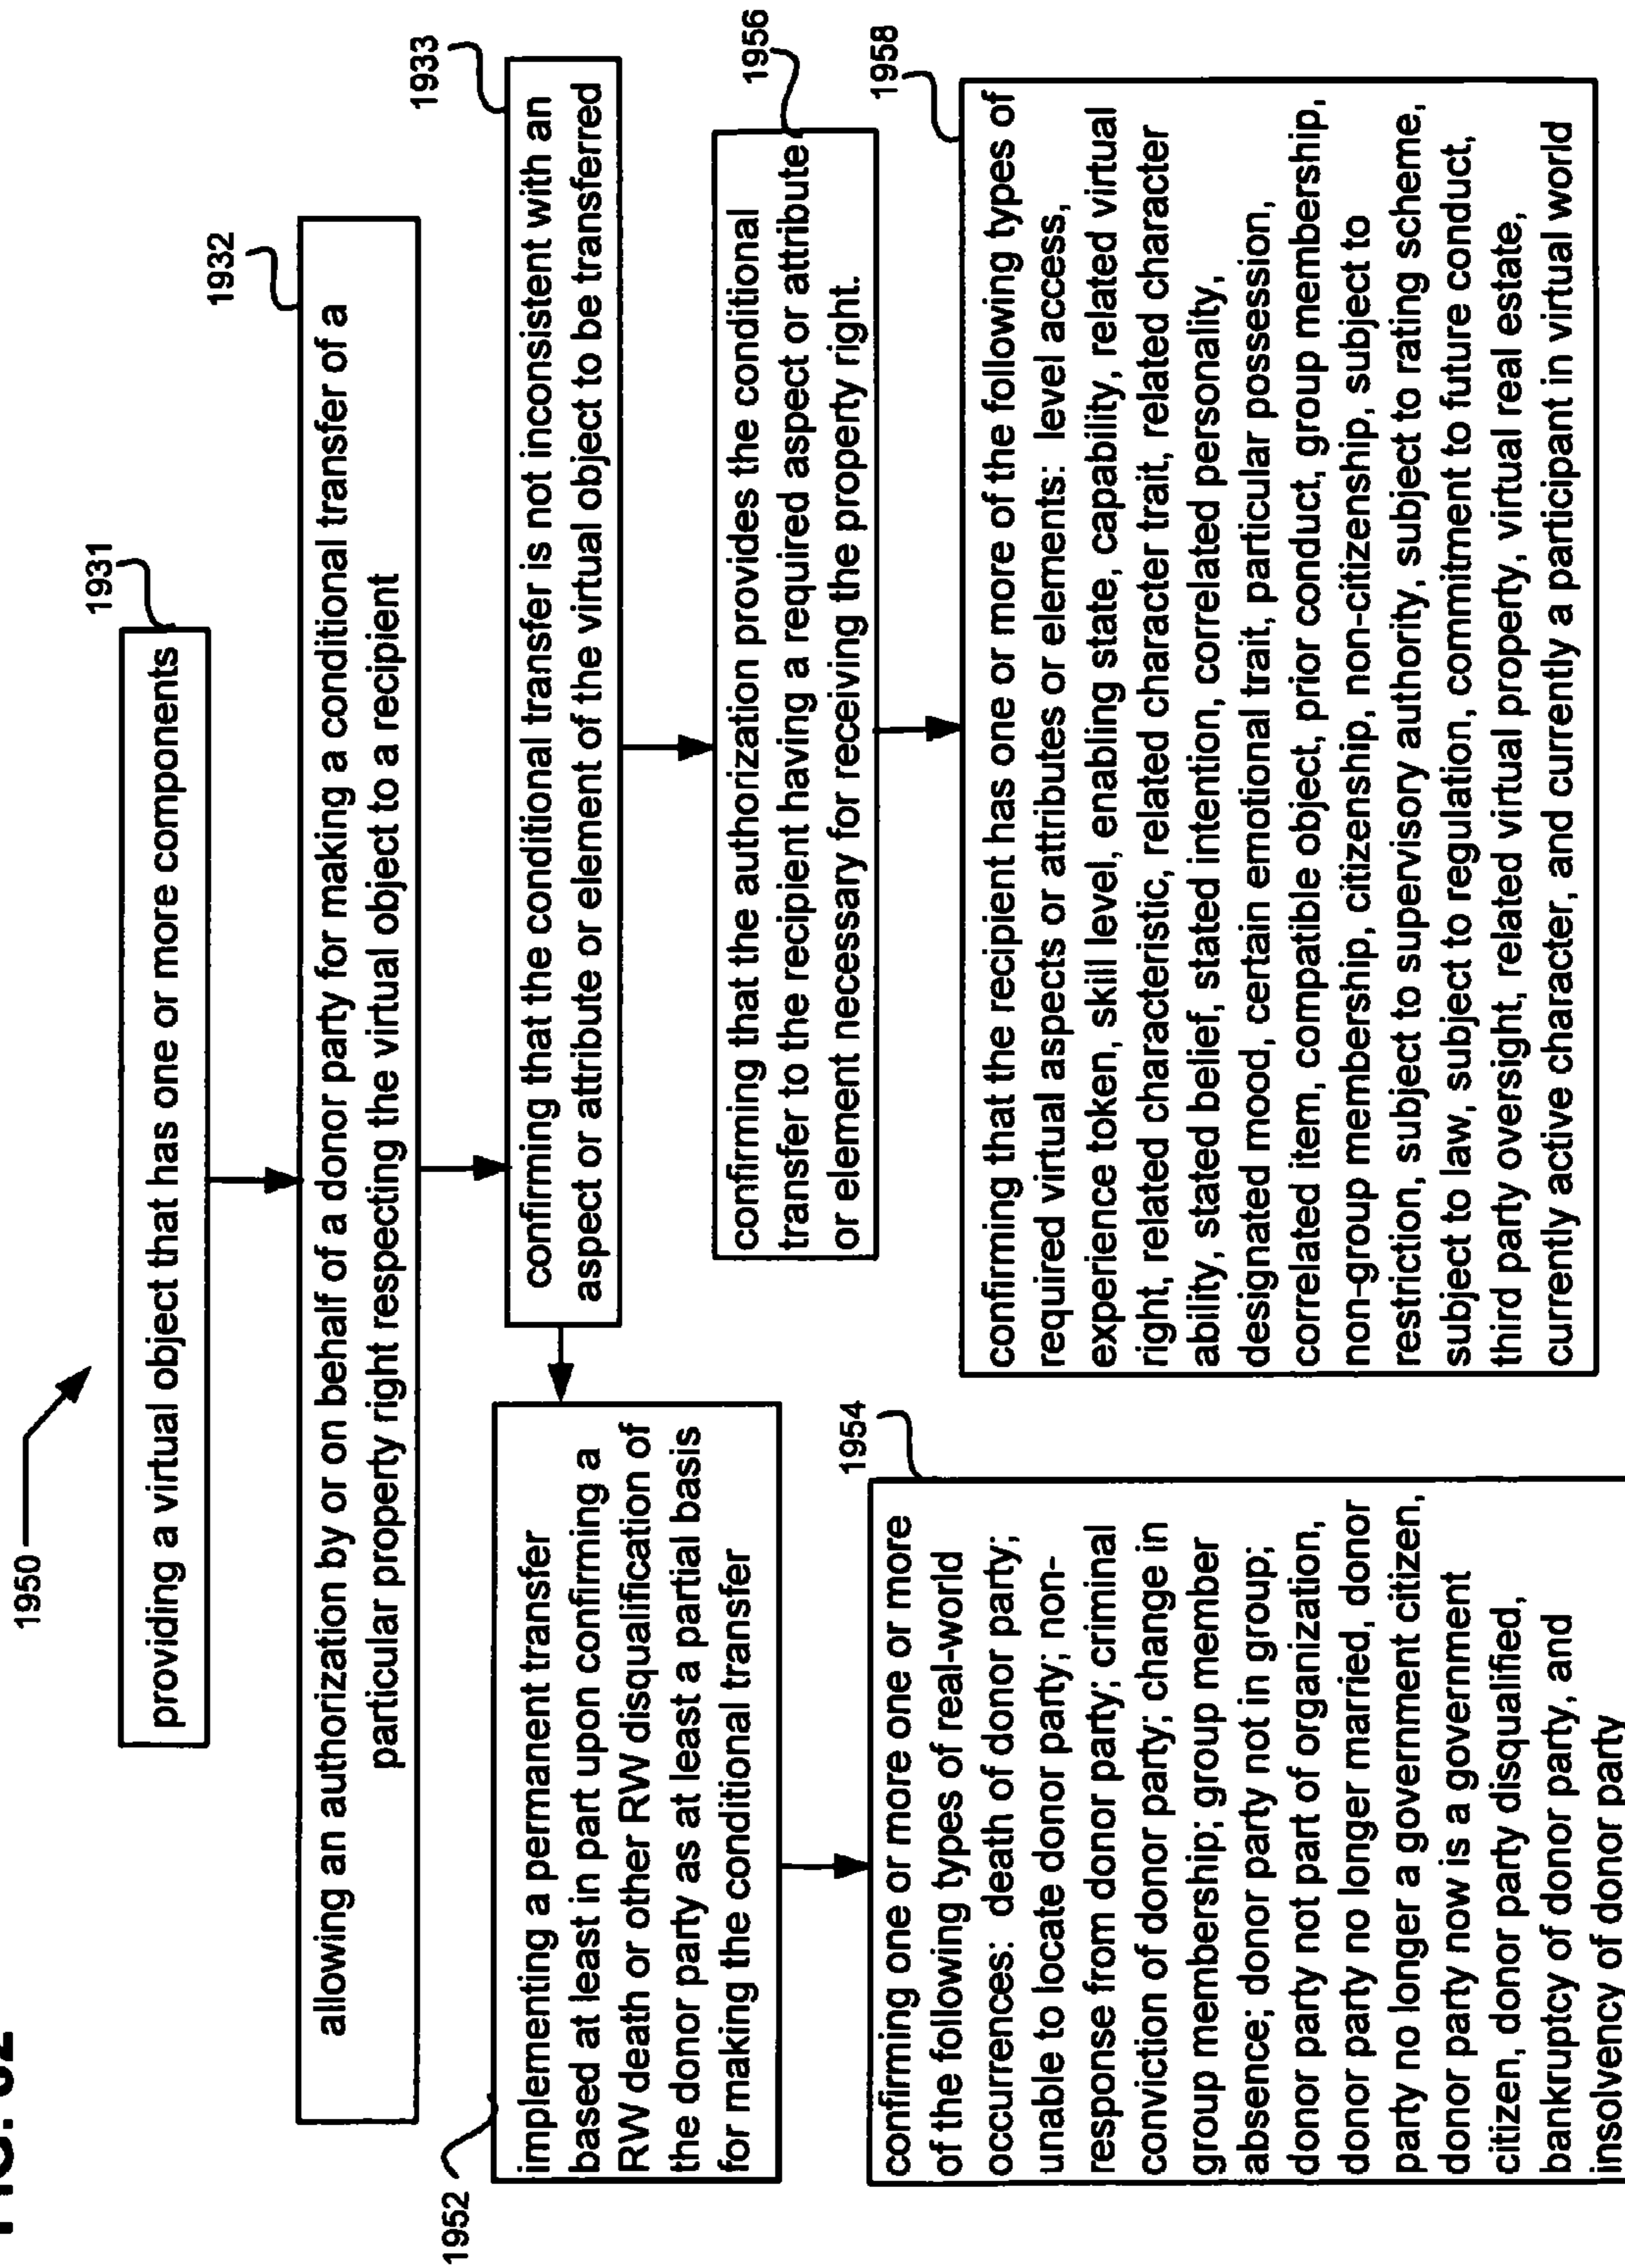 1950
1931
providing a virtual object that has one or more components
1932
allowing an authorization by or on behalf of a donor party for making a conditional transfer of a
particular property right respecting the virtual object to a recipient
1933
confirming that the conditional transfer is not inconsistent with an
aspect or attribute or element of the virtual object to be transferred
1952
implementing a permanent transfer
based at least in part upon confirming a
RW death or other RW disqualification of
the donor party as at least a partial basis
for making the conditional transfer
1956
confirming that the authorization provides the conditional
transfer to the recipient having a required aspect or attribute
or element necessary for receiving the property right.
1954
confirming one or more one or more
of the following types of real-world
occurrences: death of donor party;
unable to locate donor party; non-
response from donor party; criminal
conviction of donor party; change in
group membership; group member
absence; donor party not in group;
donor party not part of organization,
donor party no longer married, donor
party no longer a government citizen,
donor party now is a government
citizen, donor party disqualified,
bankruptcy of donor party, and
insolvency of donor party
1958
confirming that the recipient has one or more of the following types of
required virtual aspects or attributes or elements: level access,
experience token, skill level, enabling state, capability, related virtual
right, related characteristic, related character trait, related character
ability, stated belief, stated intention, correlated personality,
designated mood, certain emotional trait, particular possession,
correlated item, compatible object, prior conduct, group membership,
non-group membership, citizenship, non-citizenship, subject to
restriction, subject to supervisory authority, subject to rating scheme,
subject to law, subject to regulation, commitment to future conduct,
third party oversight, related virtual property, virtual real estate,
currently active character, and currently a participant in virtual world